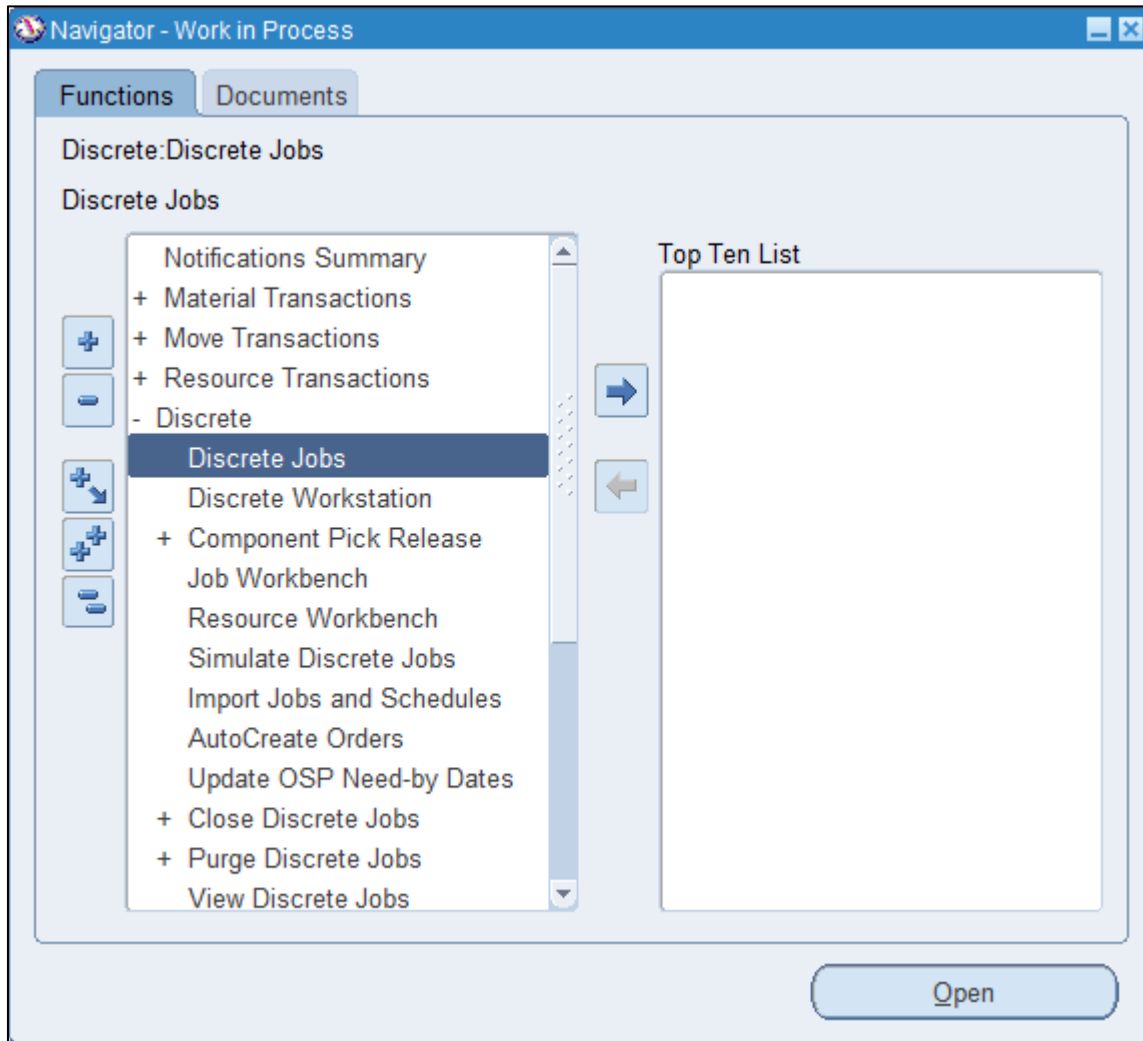 Navigator - Work in Process
Functions
Documents
Discrete:Discrete Jobs
Discrete Jobs
Notifications Summary
+ Material Transactions
+ Move Transactions
+ Resource Transactions
- Discrete
Discrete Jobs
Discrete Workstation
+ Component Pick Release
Job Workbench
Resource Workbench
Simulate Discrete Jobs
Import Jobs and Schedules
AutoCreate Orders
Update OSP Need-by Dates
+ Close Discrete Jobs
+ Purge Discrete Jobs
View Discrete Jobs
Top Ten List
Open